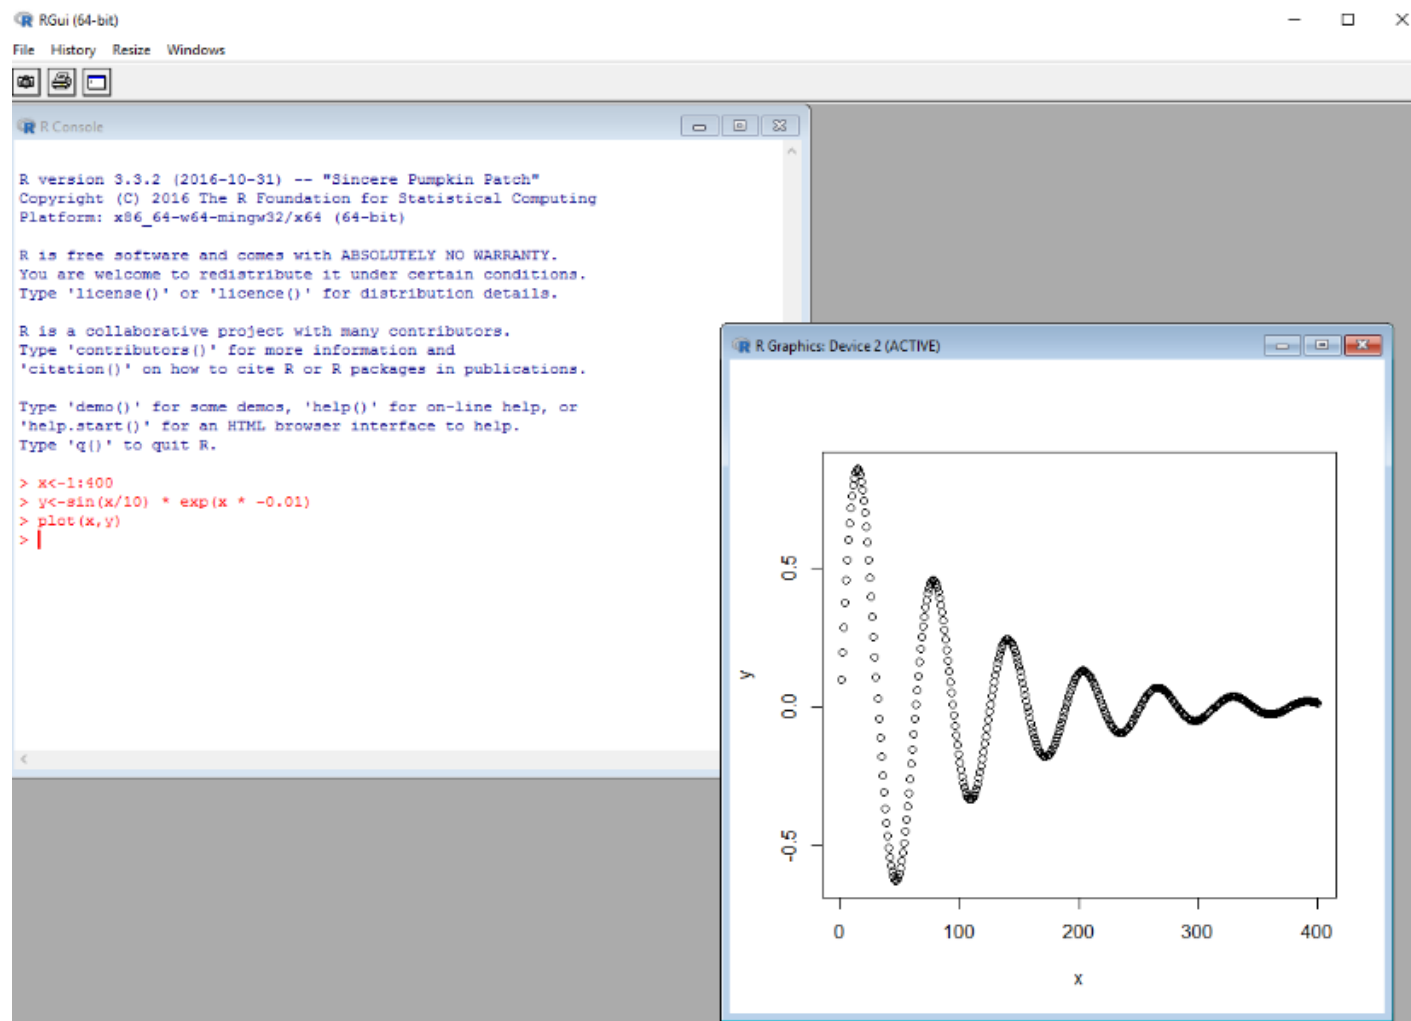 RGui (64-bit)
File History Resize Windows
R Console
R version 3.3.2 (2016-10-31) -- "Sincere Pumpkin Patch"
Copyright (C) 2016 The R Foundation for Statistical Computing
Platform: x86_64-w64-mingw32/x64 (64-bit)
R is free software and comes with ABSOLUTELY NO WARRANTY.
You are welcome to redistribute it under certain conditions.
Type 'license()' or 'licence()' for distribution details.
R is a collaborative project with many contributors.
Type 'contributors()' for more information and
'citation()' on how to cite R or R packages in publications.
Type 'demo()' for some demos, 'help()' for on-line help, or
'help.start()' for an HTML browser interface to help.
Type 'q()' to quit R.
> x<-1:400
> y<-sin(x/10) * exp(x * -0.01)
> plot(x,y)
>
R Graphics: Device 2 (ACTIVE)
0.5
0.0
-0.5
y
0 100 200 300 400
x